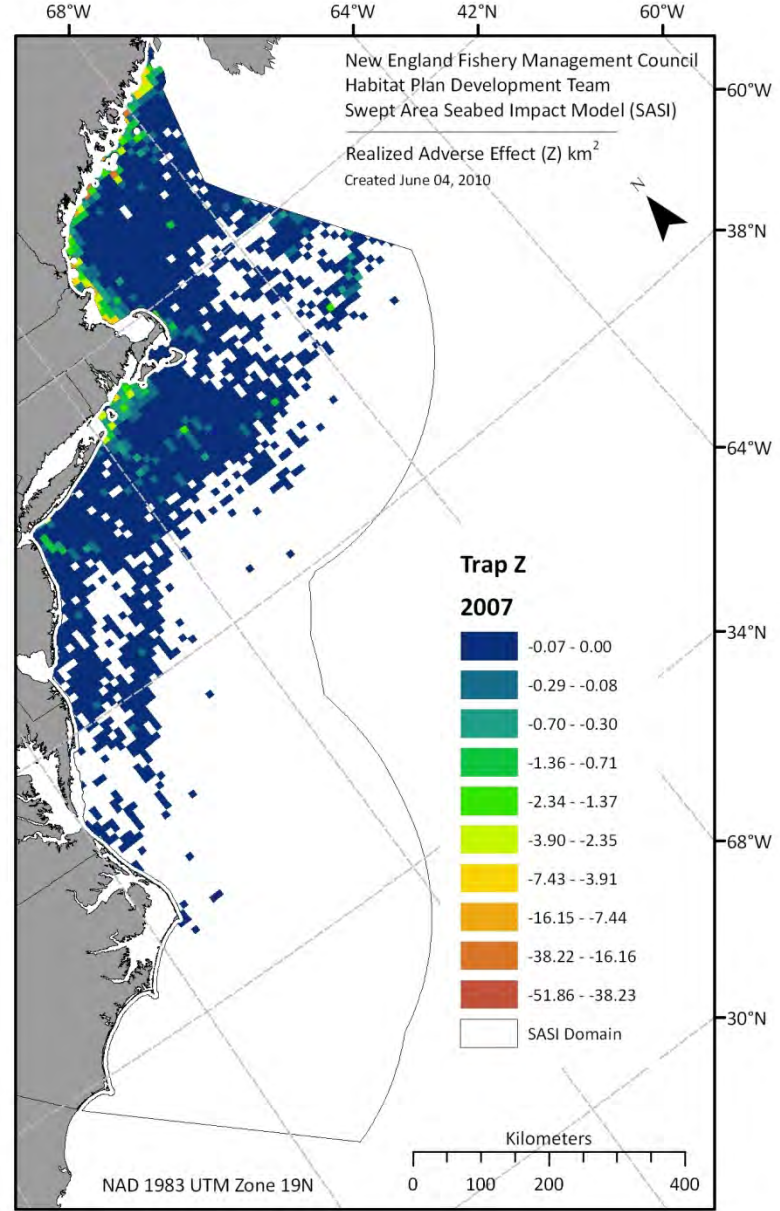 68°W 64°W 42°N 60°W
New England Fishery Management Council
Habitat Plan Development Team
Swept Area Seabed Impact Model (SASI)
Realized Adverse Effect (Z) km²
Created June 04, 2010
N
60°W
38°N
64°W
34°N
68°W
30°N
Trap Z
2007
-0.07 - 0.00
-0.29 - -0.08
-0.70 - -0.30
-1.36 - -0.71
-2.34 - -1.37
-3.90 - -2.35
-7.43 - -3.91
-16.15 - -7.44
-38.22 - -16.16
-51.86 - -38.23
SASI Domain
Kilometers
0 100 200 400
NAD 1983 UTM Zone 19N